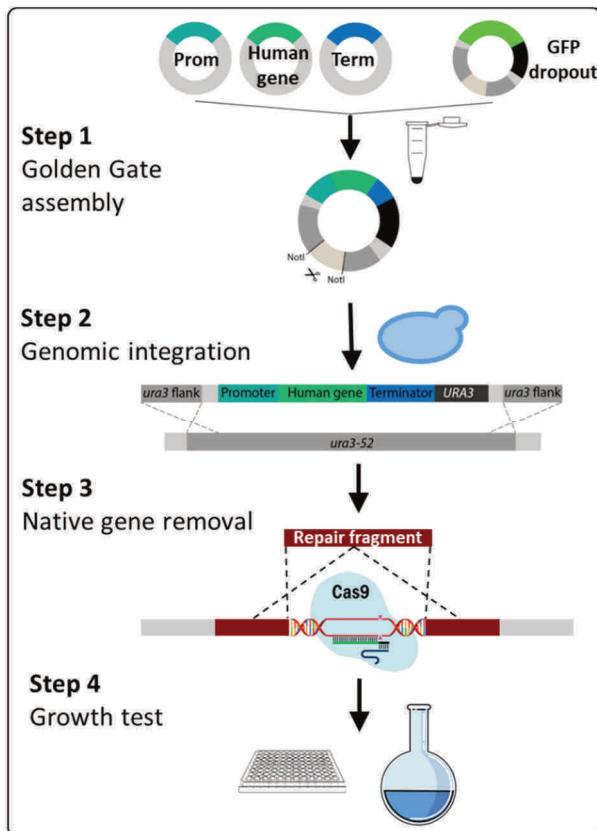 Prom
Human
gene
Term
GFP
dropout
Step 1
Golden Gate
assembly
NotI
NotI
Step 2
Genomic integration
ura3 flank
Promoter
Human gene
Terminator
URA3
ura3 flank
ura3-52
Step 3
Native gene removal
Repair fragment
Cas9
Step 4
Growth test